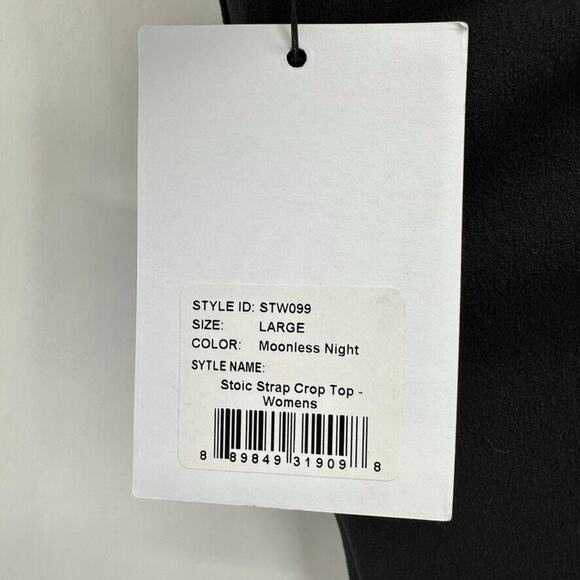 STYLE ID: STW099
SIZE: LARGE
COLOR: Moonless Night
SYTLE NAME:
Stoic Strap Crop Top -
Womens
8 89849 31909 8